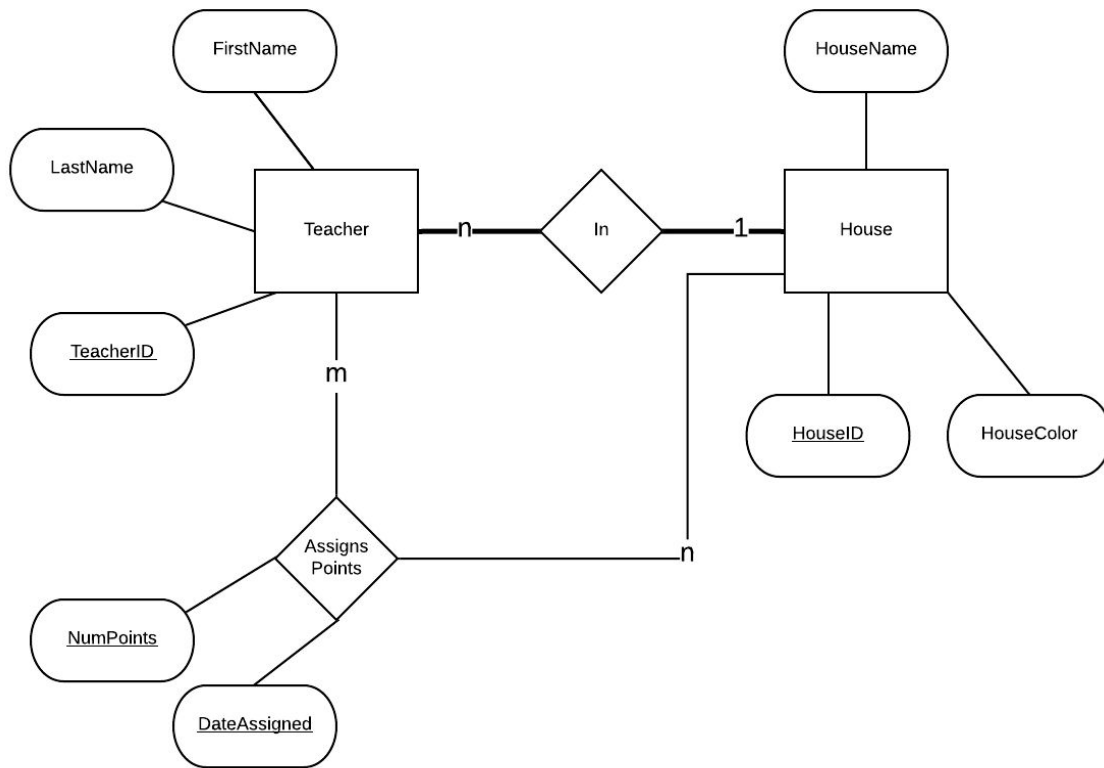 FirstName
HouseName
LastName
Teacher
n
In
1
House
TeacherID
m
HouseID
HouseColor
Assigns
Points
n
NumPoints
DateAssigned